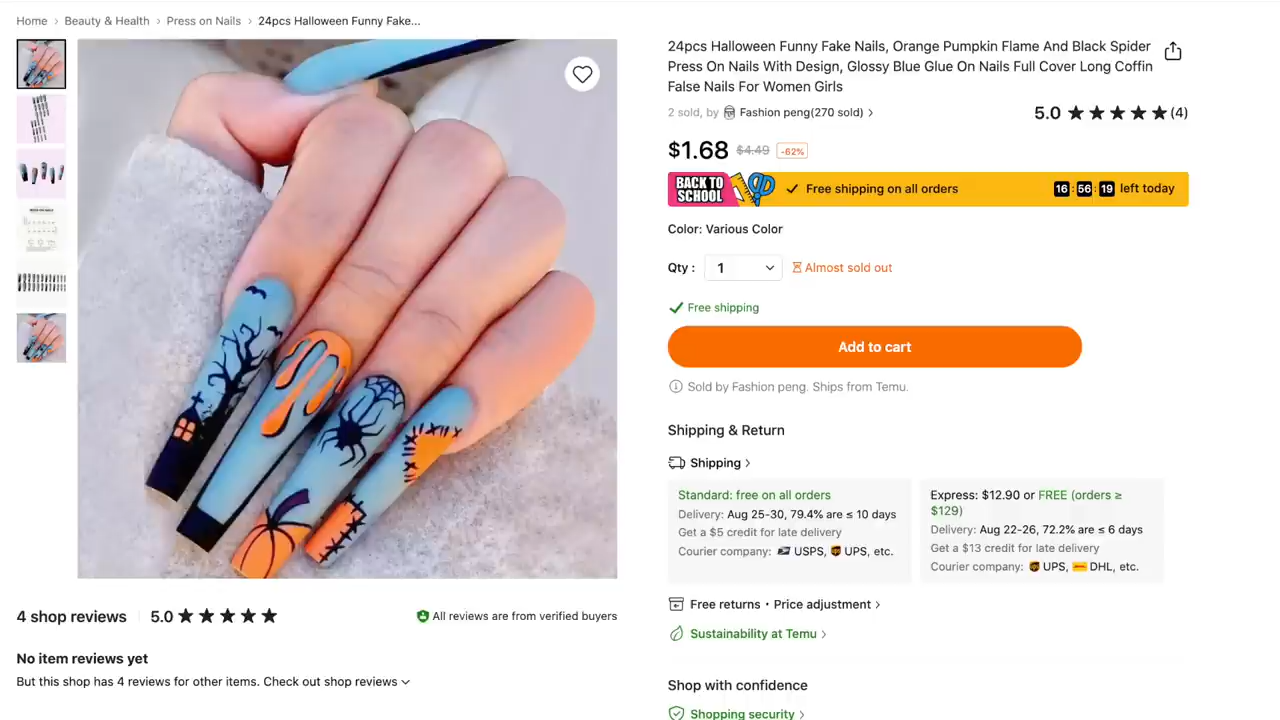 Home > Beauty & Health > Press on Nails > 24pcs Halloween Funny Fake...
24pcs Halloween Funny Fake Nails, Orange Pumpkin Flame And Black Spider
Press On Nails With Design, Glossy Blue Glue On Nails Full Cover Long Coffin
False Nails For Women Girls
2 sold, by Fashion peng(270 sold) >
5.0 ★★★★★ (4)
$1.68 $4.49 -62%
BACK TO
SCHOOL
Free shipping on all orders
16 : 56 : 19 left today
Color: Various Color
Qty : 1
Almost sold out
Free shipping
Add to cart
Sold by Fashion peng. Ships from Temu.
Shipping & Return
Shipping >
Standard: free on all orders
Delivery: Aug 25-30, 79.4% are ≤ 10 days
Get a $5 credit for late delivery
Courier company: USPS, UPS, etc.
Express: $12.90 or FREE (orders ≥
$129)
Delivery: Aug 22-26, 72.2% are ≤ 6 days
Get a $13 credit for late delivery
Courier company: UPS, DHL, etc.
Free returns • Price adjustment >
Sustainability at Temu >
Shop with confidence
Shopping security >
4 shop reviews
5.0 ★★★★★
All reviews are from verified buyers
No item reviews yet
But this shop has 4 reviews for other items. Check out shop reviews